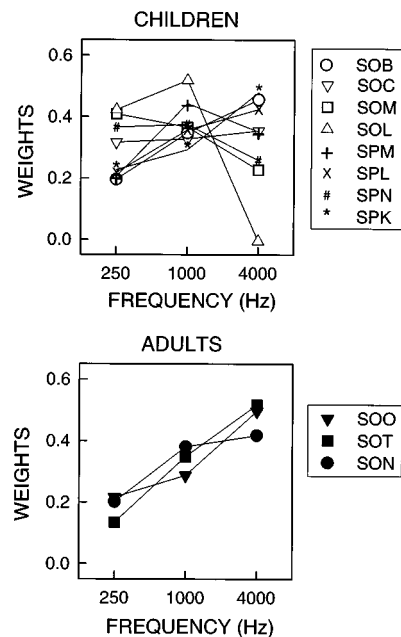 CHILDREN
0.6
0.4
0.2
0.0
WEIGHTS
250 1000 4000
FREQUENCY (Hz)
SOB
SOC
SOM
SOL
SPM
SPL
# SPN
* SPK
ADULTS
0.6
0.4
0.2
0.0
WEIGHTS
250 1000 4000
FREQUENCY (Hz)
SOO
SOT
SON